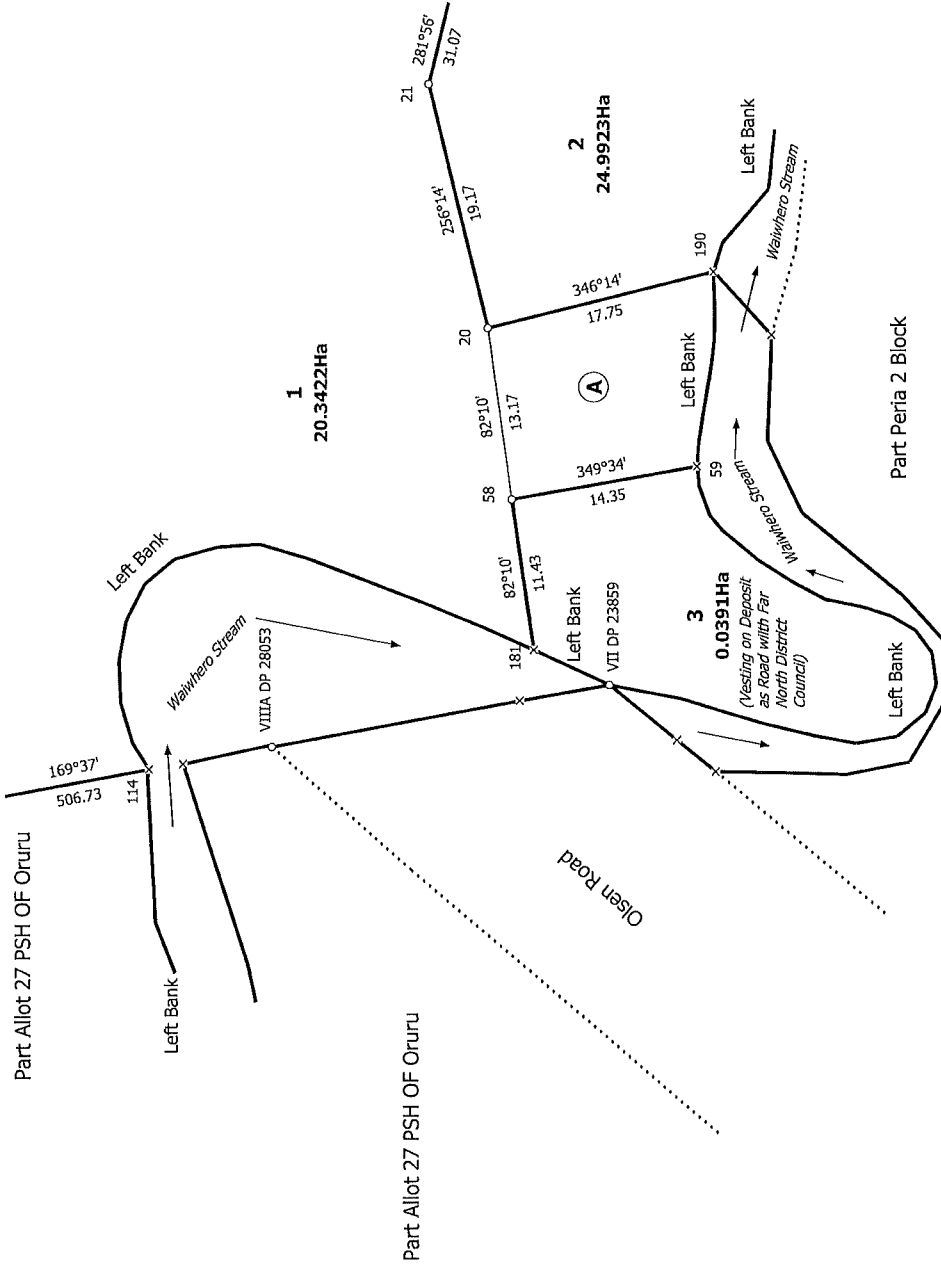 Part Allot 27 PSH OF Oruru
169°37'
506.73
114
Left Bank
Left Bank
Waiwhero Stream
VIIIA DP 28053
1
20.3422Ha
281°56'
31.07
21
256°14'
19.17
20
2
24.9923Ha
82°10'
13.17
58
82°10'
11.43
181
346°14'
17.75
349°34'
14.35
A
190
59
Left Bank
Left Bank
Waiwhero Stream
Left Bank
VII DP 23859
3
0.0391Ha
(Vesting on Deposit
as Road wiith Far
North District
Council)
Waiwhero Stream
Left Bank
Part Peria 2 Block
Olsen Road
Part Allot 27 PSH OF Oruru